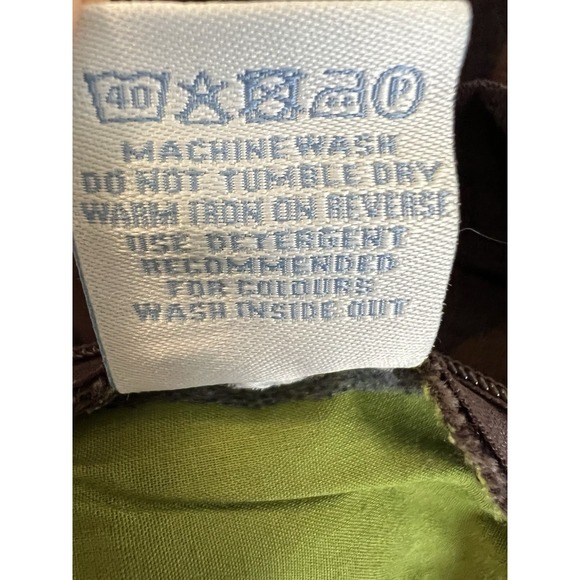 40 P
MACHINE WASH
DO NOT TUMBLE DRY
WARM IRON ON REVERSE
USE DETERGENT
RECOMMENDED
FOR COLOURS
WASH INSIDE OUT